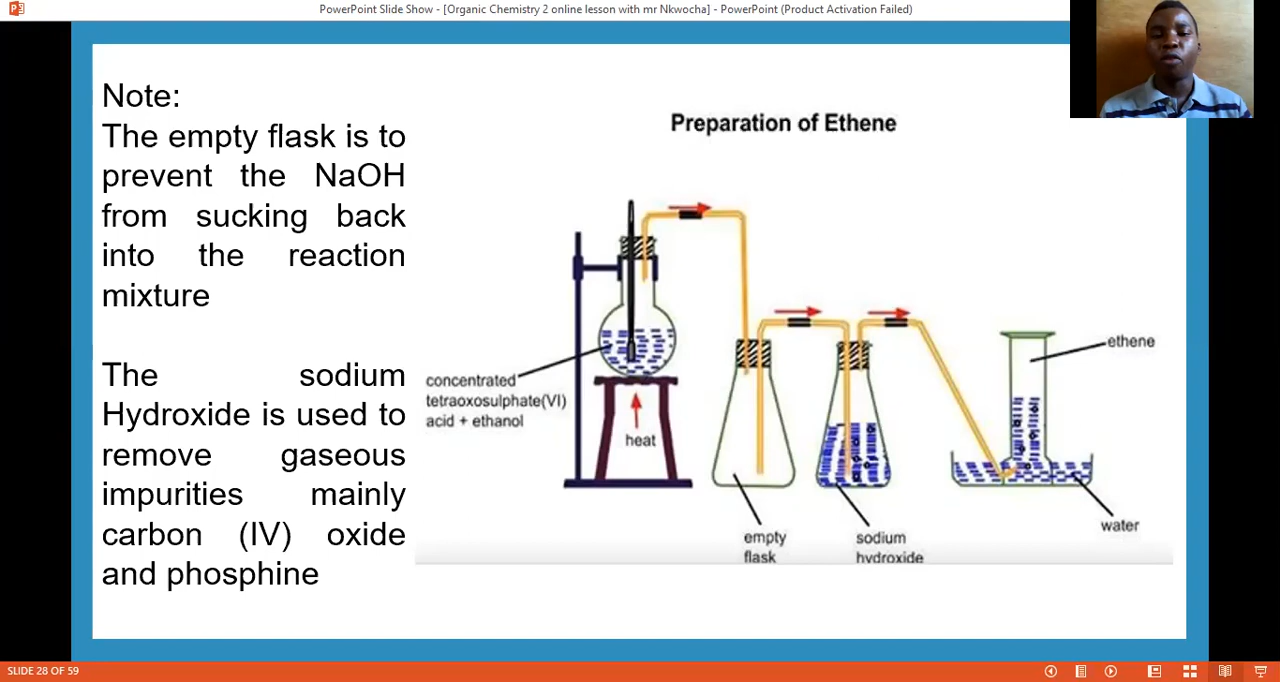 PowerPoint Slide Show - [Organic Chemistry 2 online lesson with mr Nkwocha] - PowerPoint (Product Activation Failed)
Note:
The empty flask is to
prevent the NaOH
from sucking back
into the reaction
mixture
The sodium
Hydroxide is used to
remove gaseous
impurities mainly
carbon (IV) oxide
and phosphine
Preparation of Ethene
concentrated
tetraoxosulphate(VI)
acid + ethanol
heat
empty
flask
sodium
hydroxide
ethene
water
SLIDE 28 OF 59